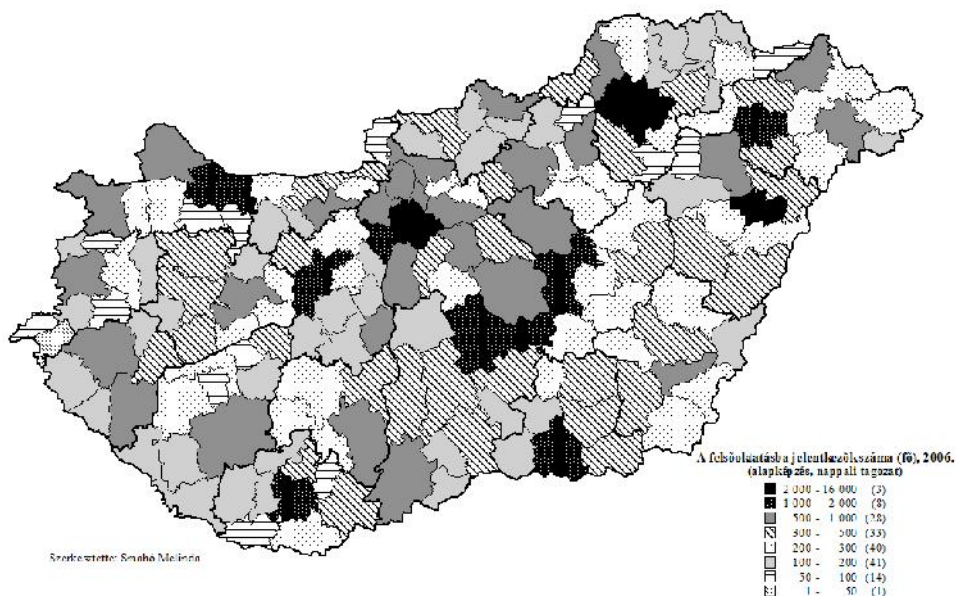 A felsőoktatásba jelentkezők száma (fő), 2006.
(alapképzés, nappali tagozat)
2 000 - 16 000 (3)
1 000 - 2 000 (8)
500 - 1 000 (28)
300 - 500 (33)
200 - 300 (40)
100 - 200 (41)
50 - 100 (14)
1 - 50 (1)
Szerkesztette: Melinda